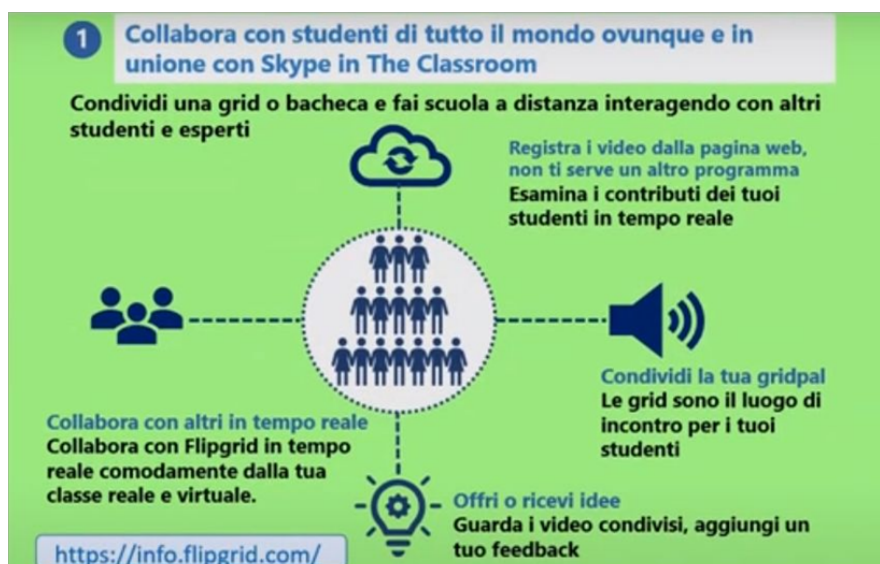 1
Collabora con studenti di tutto il mondo ovunque e in
unione con Skype in The Classroom
Condividi una grid o bacheca e fai scuola a distanza interagendo con altri
studenti e esperti
Registra i video dalla pagina web,
non ti serve un altro programma
Esamina i contributi dei tuoi
studenti in tempo reale
Condividi la tua gridpal
Le grid sono il luogo di
incontro per i tuoi
studenti
Collabora con altri in tempo reale
Collabora con Flipgrid in tempo
reale comodamente dalla tua
classe reale e virtuale.
Offri o ricevi idee
Guarda i video condivisi, aggiungi un
tuo feedback
https://info.flipgrid.com/